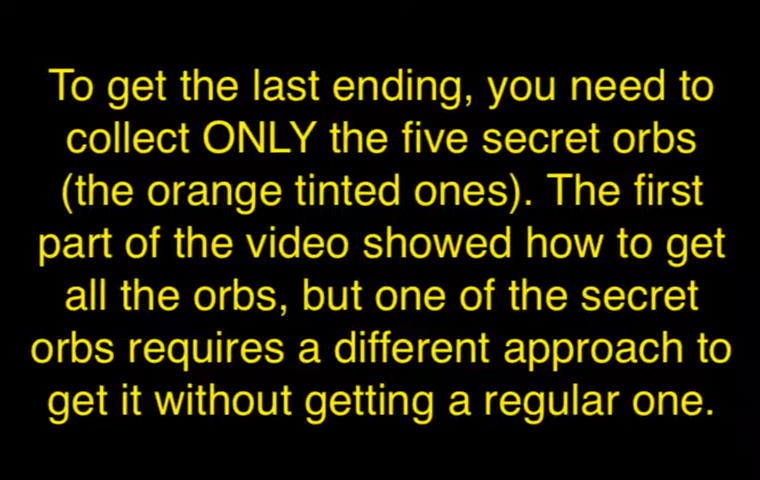 To get the last ending, you need to
collect ONLY the five secret orbs
(the orange tinted ones). The first
part of the video showed how to get
all the orbs, but one of the secret
orbs requires a different approach to
get it without getting a regular one.